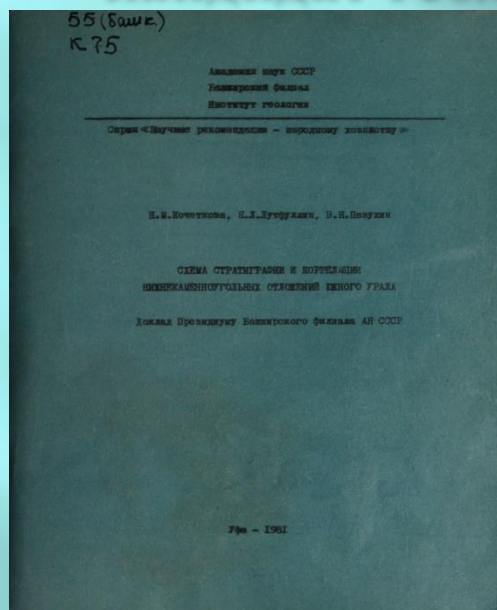 55 (Башк)
К 75
Академия наук СССР
Башкирский филиал
Институт геологии
Серия «Научные рекомендации - народному хозяйству»
Н.М.Кочеткова, Я.Л.Лутфуллин, В.Н.Пазухин
СХЕМА СТРАТИГРАФИИ И КОРРЕЛЯЦИИ
НИЖНЕКАМЕННОУГОЛЬНЫХ ОТЛОЖЕНИЙ ЮЖНОГО УРАЛА
Доклад Президиуму Башкирского филиала АН СССР
Уфа - 1981